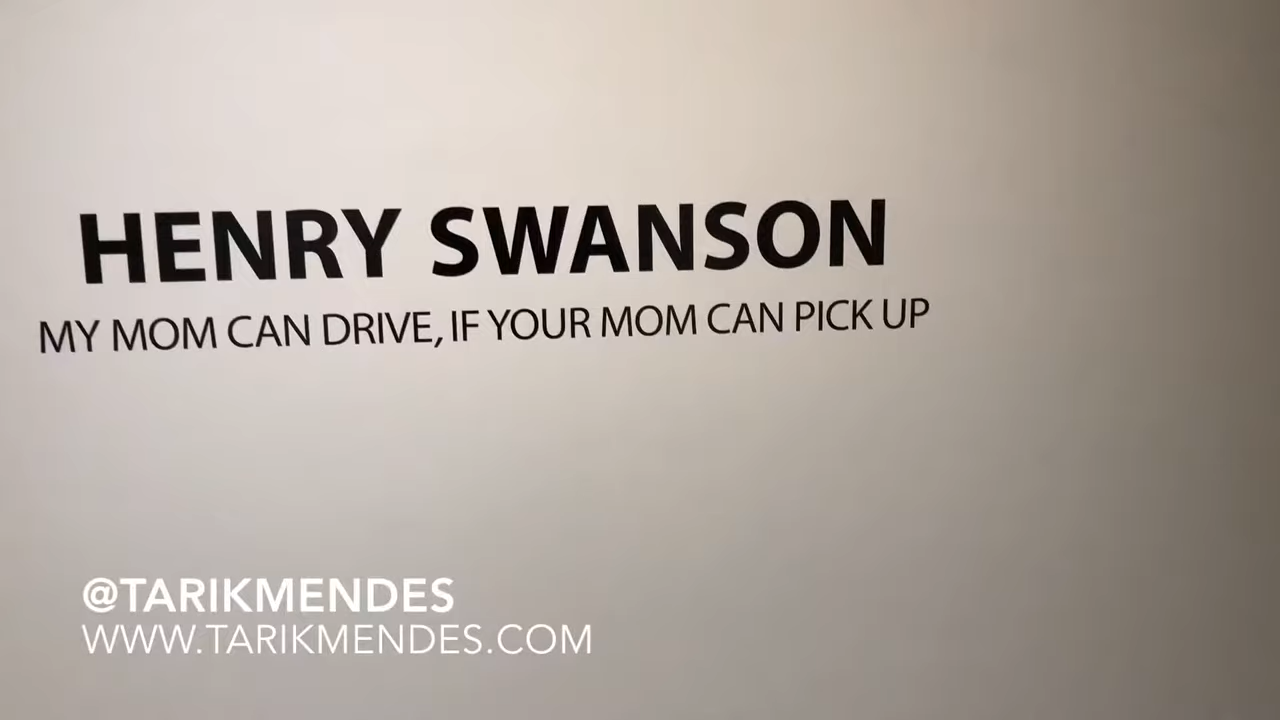 HENRY SWANSON
MY MOM CAN DRIVE, IF YOUR MOM CAN PICK UP
@TARIKMENDES
WWW.TARIKMENDES.COM